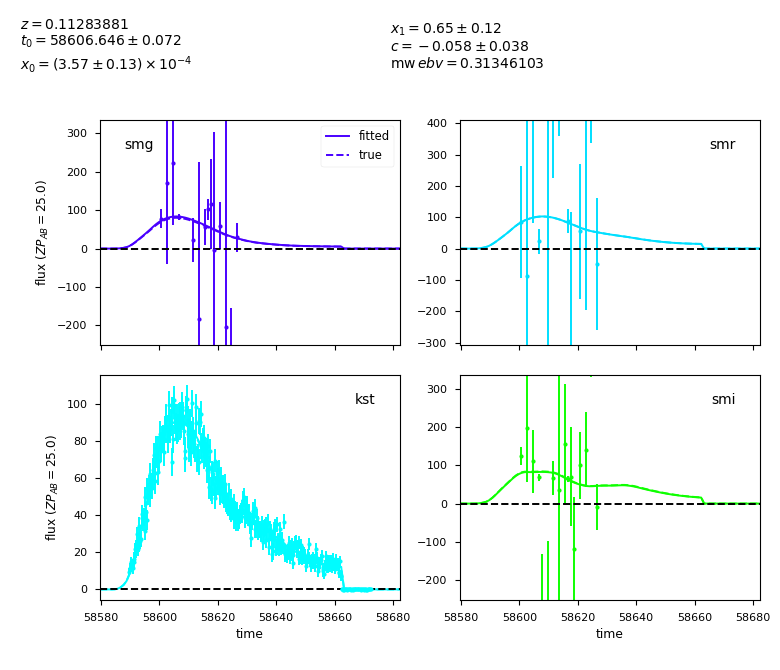 z = 0.11283881
t₀ = 58606.646 ± 0.072
x₀ = (3.57 ± 0.13) × 10⁻⁴
x₁ = 0.65 ± 0.12
c = −0.058 ± 0.038
mw ebv = 0.31346103
smg
fitted
true
300
200
100
0
−100
−200
flux (ZP_AB = 25.0)
smr
400
300
200
100
0
−100
−200
−300
kst
100
80
60
40
20
0
flux (ZP_AB = 25.0)
58580 58600 58620 58640 58660 58680
time
smi
300
200
100
0
−100
−200
58580 58600 58620 58640 58660 58680
time